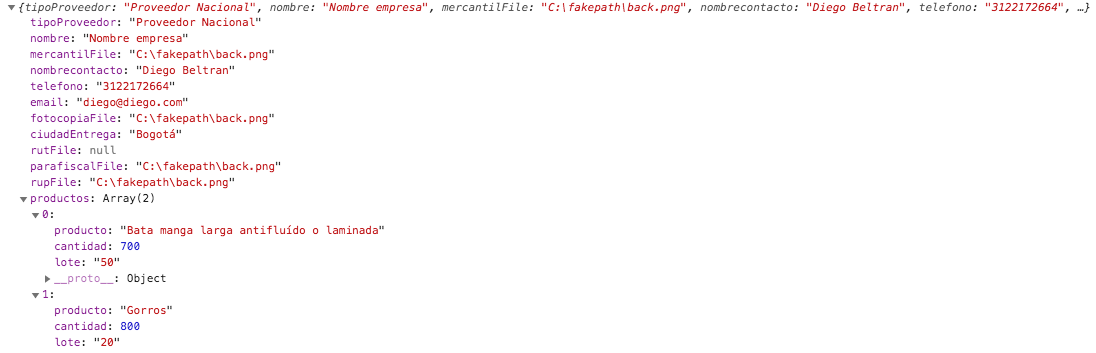 {tipoProveedor: "Proveedor Nacional", nombre: "Nombre empresa", mercantilFile: "C:\fakepath\back.png", nombrecontacto: "Diego Beltran", telefono: "3122172664", …}
tipoProveedor: "Proveedor Nacional"
nombre: "Nombre empresa"
mercantilFile: "C:\fakepath\back.png"
nombrecontacto: "Diego Beltran"
telefono: "3122172664"
email: "diego@diego.com"
fotocopiaFile: "C:\fakepath\back.png"
ciudadEntrega: "Bogotá"
rutFile: null
parafiscalFile: "C:\fakepath\back.png"
rupFile: "C:\fakepath\back.png"
productos: Array(2)
0:
producto: "Bata manga larga antifluído o laminada"
cantidad: 700
lote: "50"
__proto__: Object
1:
producto: "Gorros"
cantidad: 800
lote: "20"